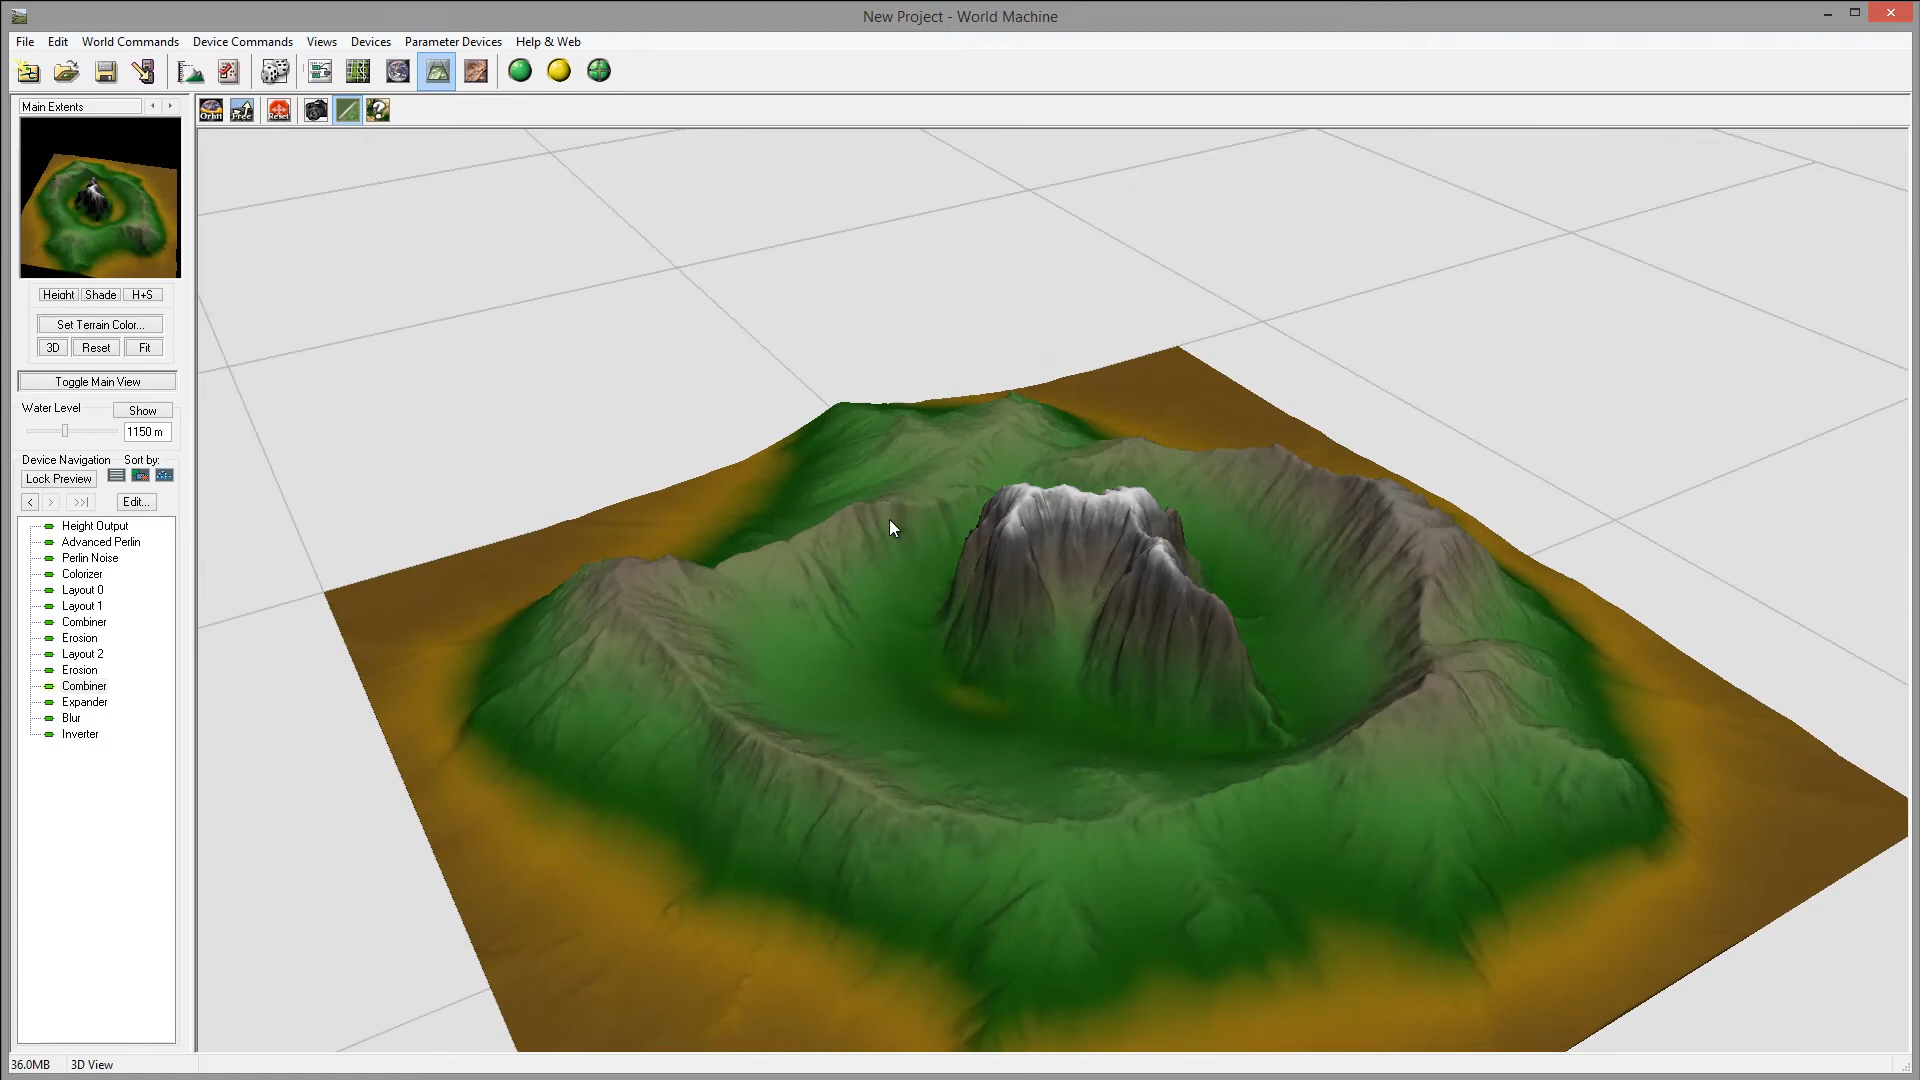 New Project - World Machine
File Edit World Commands Device Commands Views Devices Parameter Devices Help & Web
Main Extents
Orbit Free Reset
Height Shade H+S
Set Terrain Color...
3D Reset Fit
Toggle Main View
Water Level Show
1150 m
Device Navigation Sort by:
Lock Preview
< > >>| Edit...
Height Output
Advanced Perlin
Perlin Noise
Colorizer
Layout 0
Layout 1
Combiner
Erosion
Layout 2
Erosion
Combiner
Expander
Blur
Inverter
36.0MB 3D View